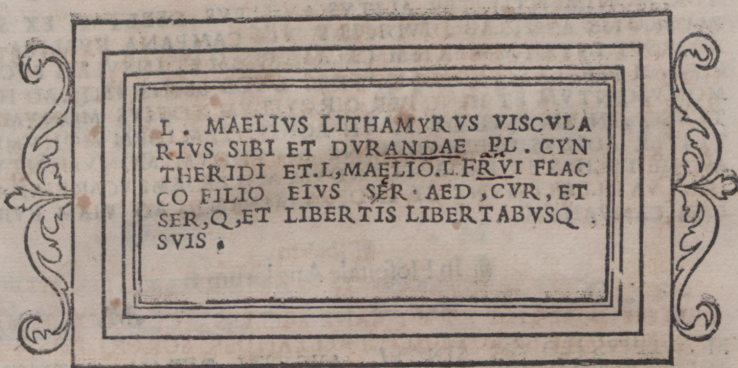 L . MAELIVS LITHAMYRVS VISCVLA
RIVS SIBI ET DVRANDAE PL . CYN
THERIDI ET.L,MAELIO.L.FRVI FLAC
CO FILIO EIVS SER . AED , CVR , ET
SER, Q, ET LIBERTIS LIBERTABVSQ ,
SVIS .